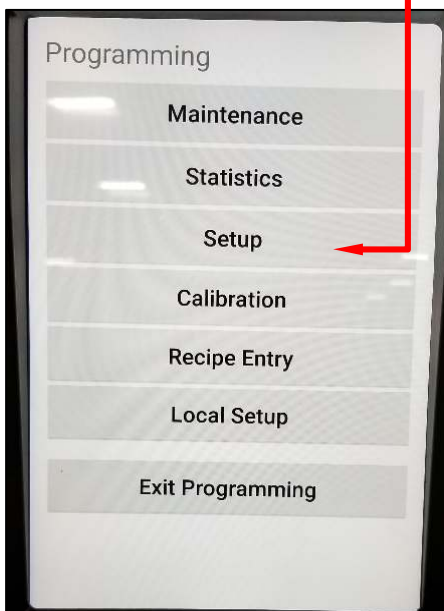 Programming
Maintenance
Statistics
Setup
Calibration
Recipe Entry
Local Setup
Exit Programming